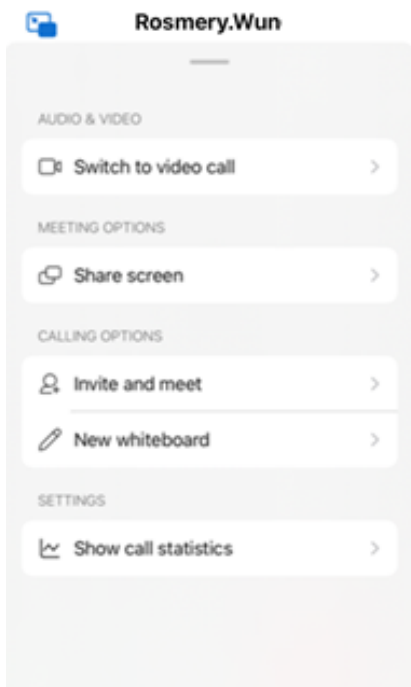 Rosmery.Wun
AUDIO & VIDEO
Switch to video call
MEETING OPTIONS
Share screen
CALLING OPTIONS
Invite and meet
New whiteboard
SETTINGS
Show call statistics